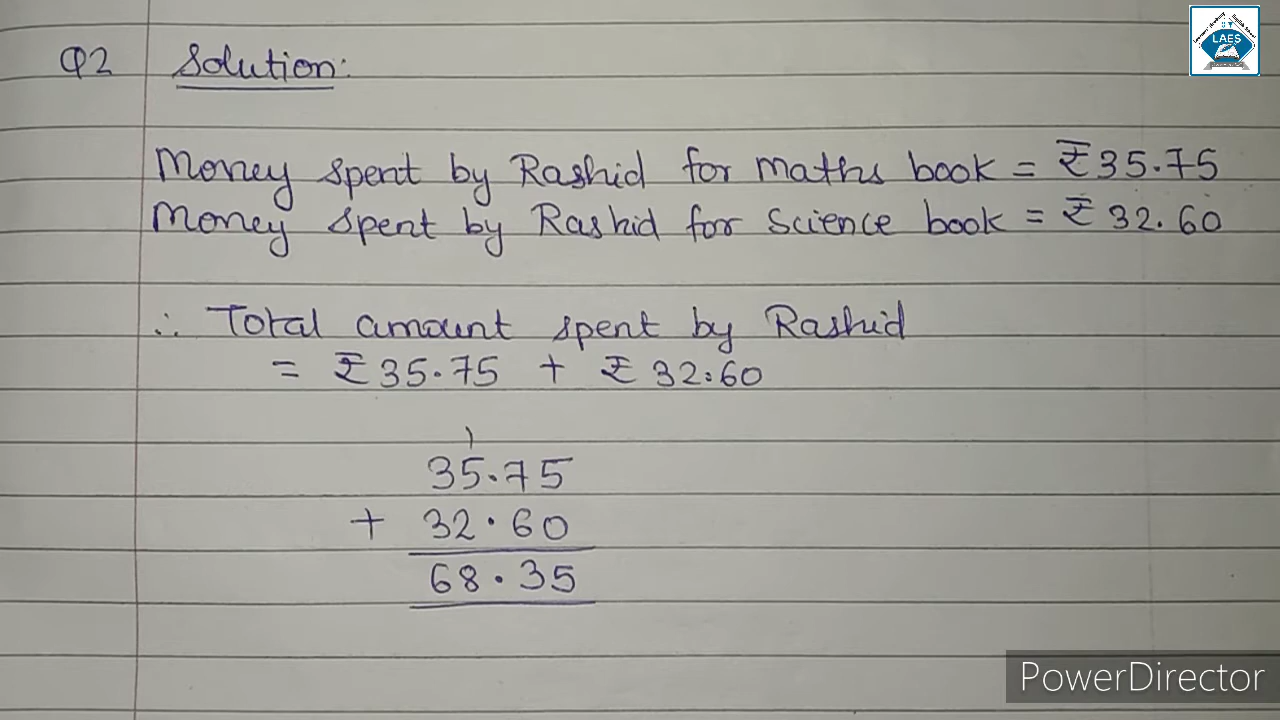 LAES
Q2 Solution:
Money spent by Rashid for maths book = ₹35.75
Money spent by Rashid for Science book = ₹ 32.60
∴ Total amount spent by Rashid
= ₹35.75 + ₹ 32.60
1
35.75
+ 32.60
68.35
PowerDirector